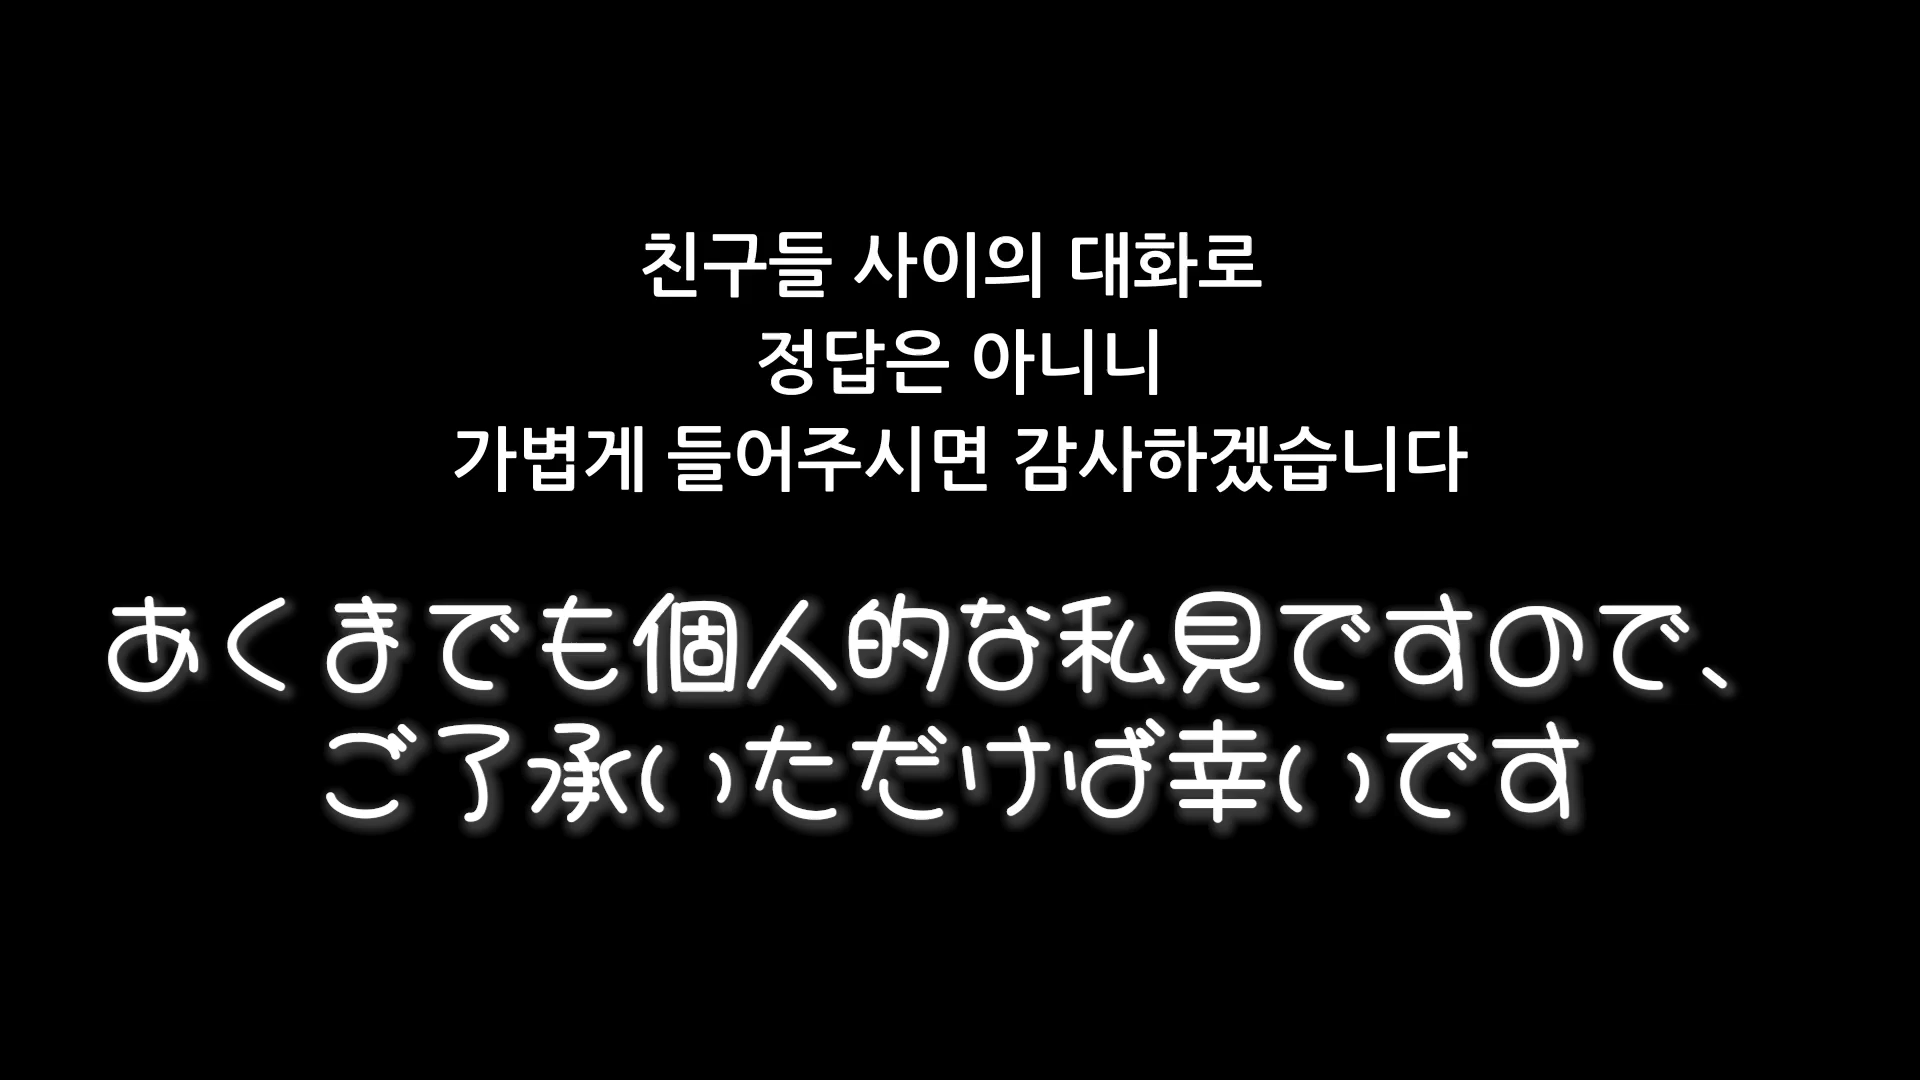 친구들 사이의 대화로
정답은 아니니
가볍게 들어주시면 감사하겠습니다
あくまでも個人的な私見ですので、
ご了承いただけば幸いです